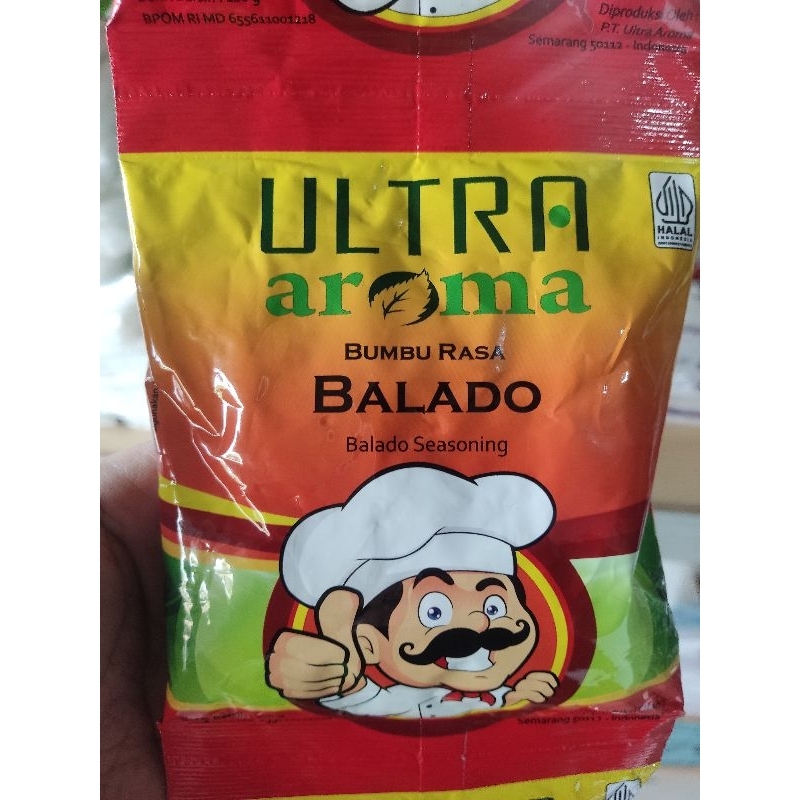 BPOM RI MD 655611001218
Diproduksi Oleh:
P.T. Ultra Aroma
Semarang 50112 - Indonesia
ULTRA
aroma
HALAL
INDONESIA
BUMBU RASA
BALADO
Balado Seasoning
Semarang 50112 - Indonesia